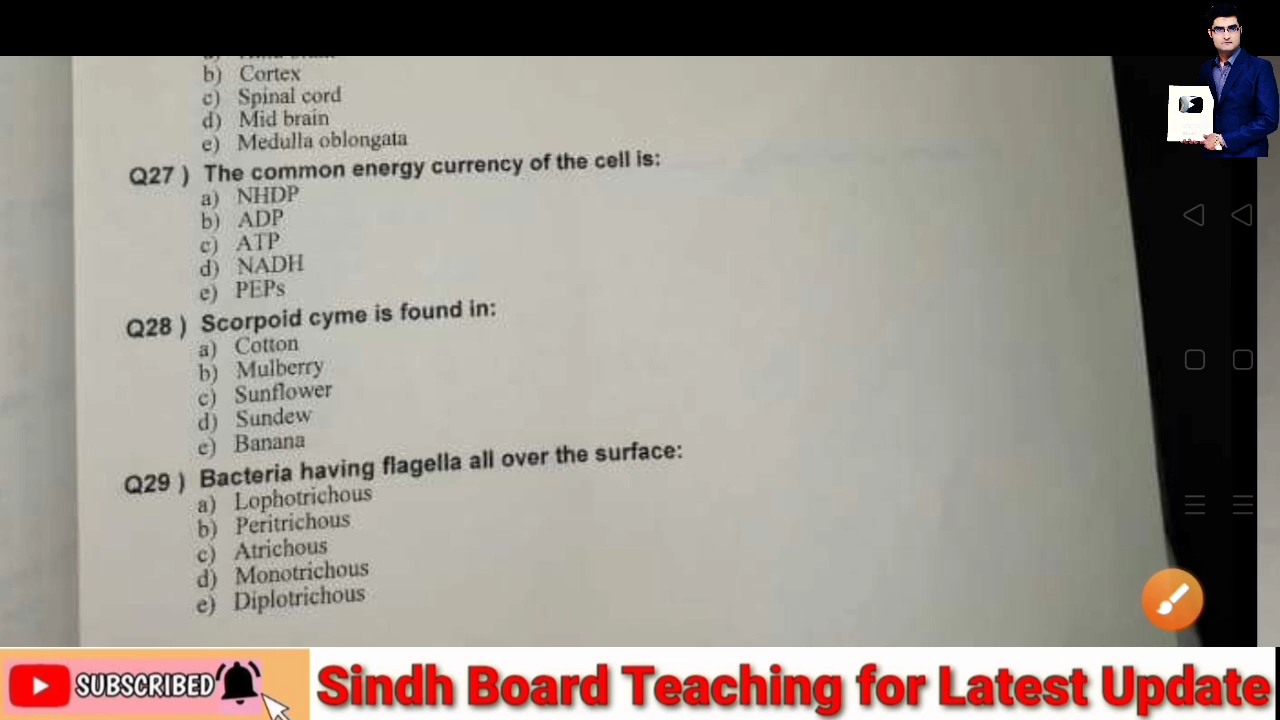 b) Cortex
c) Spinal cord
d) Mid brain
e) Medulla oblongata
Q27 ) The common energy currency of the cell is:
a) NHDP
b) ADP
c) ATP
d) NADH
e) PEPs
Q28 ) Scorpoid cyme is found in:
a) Cotton
b) Mulberry
c) Sunflower
d) Sundew
e) Banana
Q29 ) Bacteria having flagella all over the surface:
a) Lophotrichous
b) Peritrichous
c) Atrichous
d) Monotrichous
e) Diplotrichous
SUBSCRIBED
Sindh Board Teaching for Latest Update